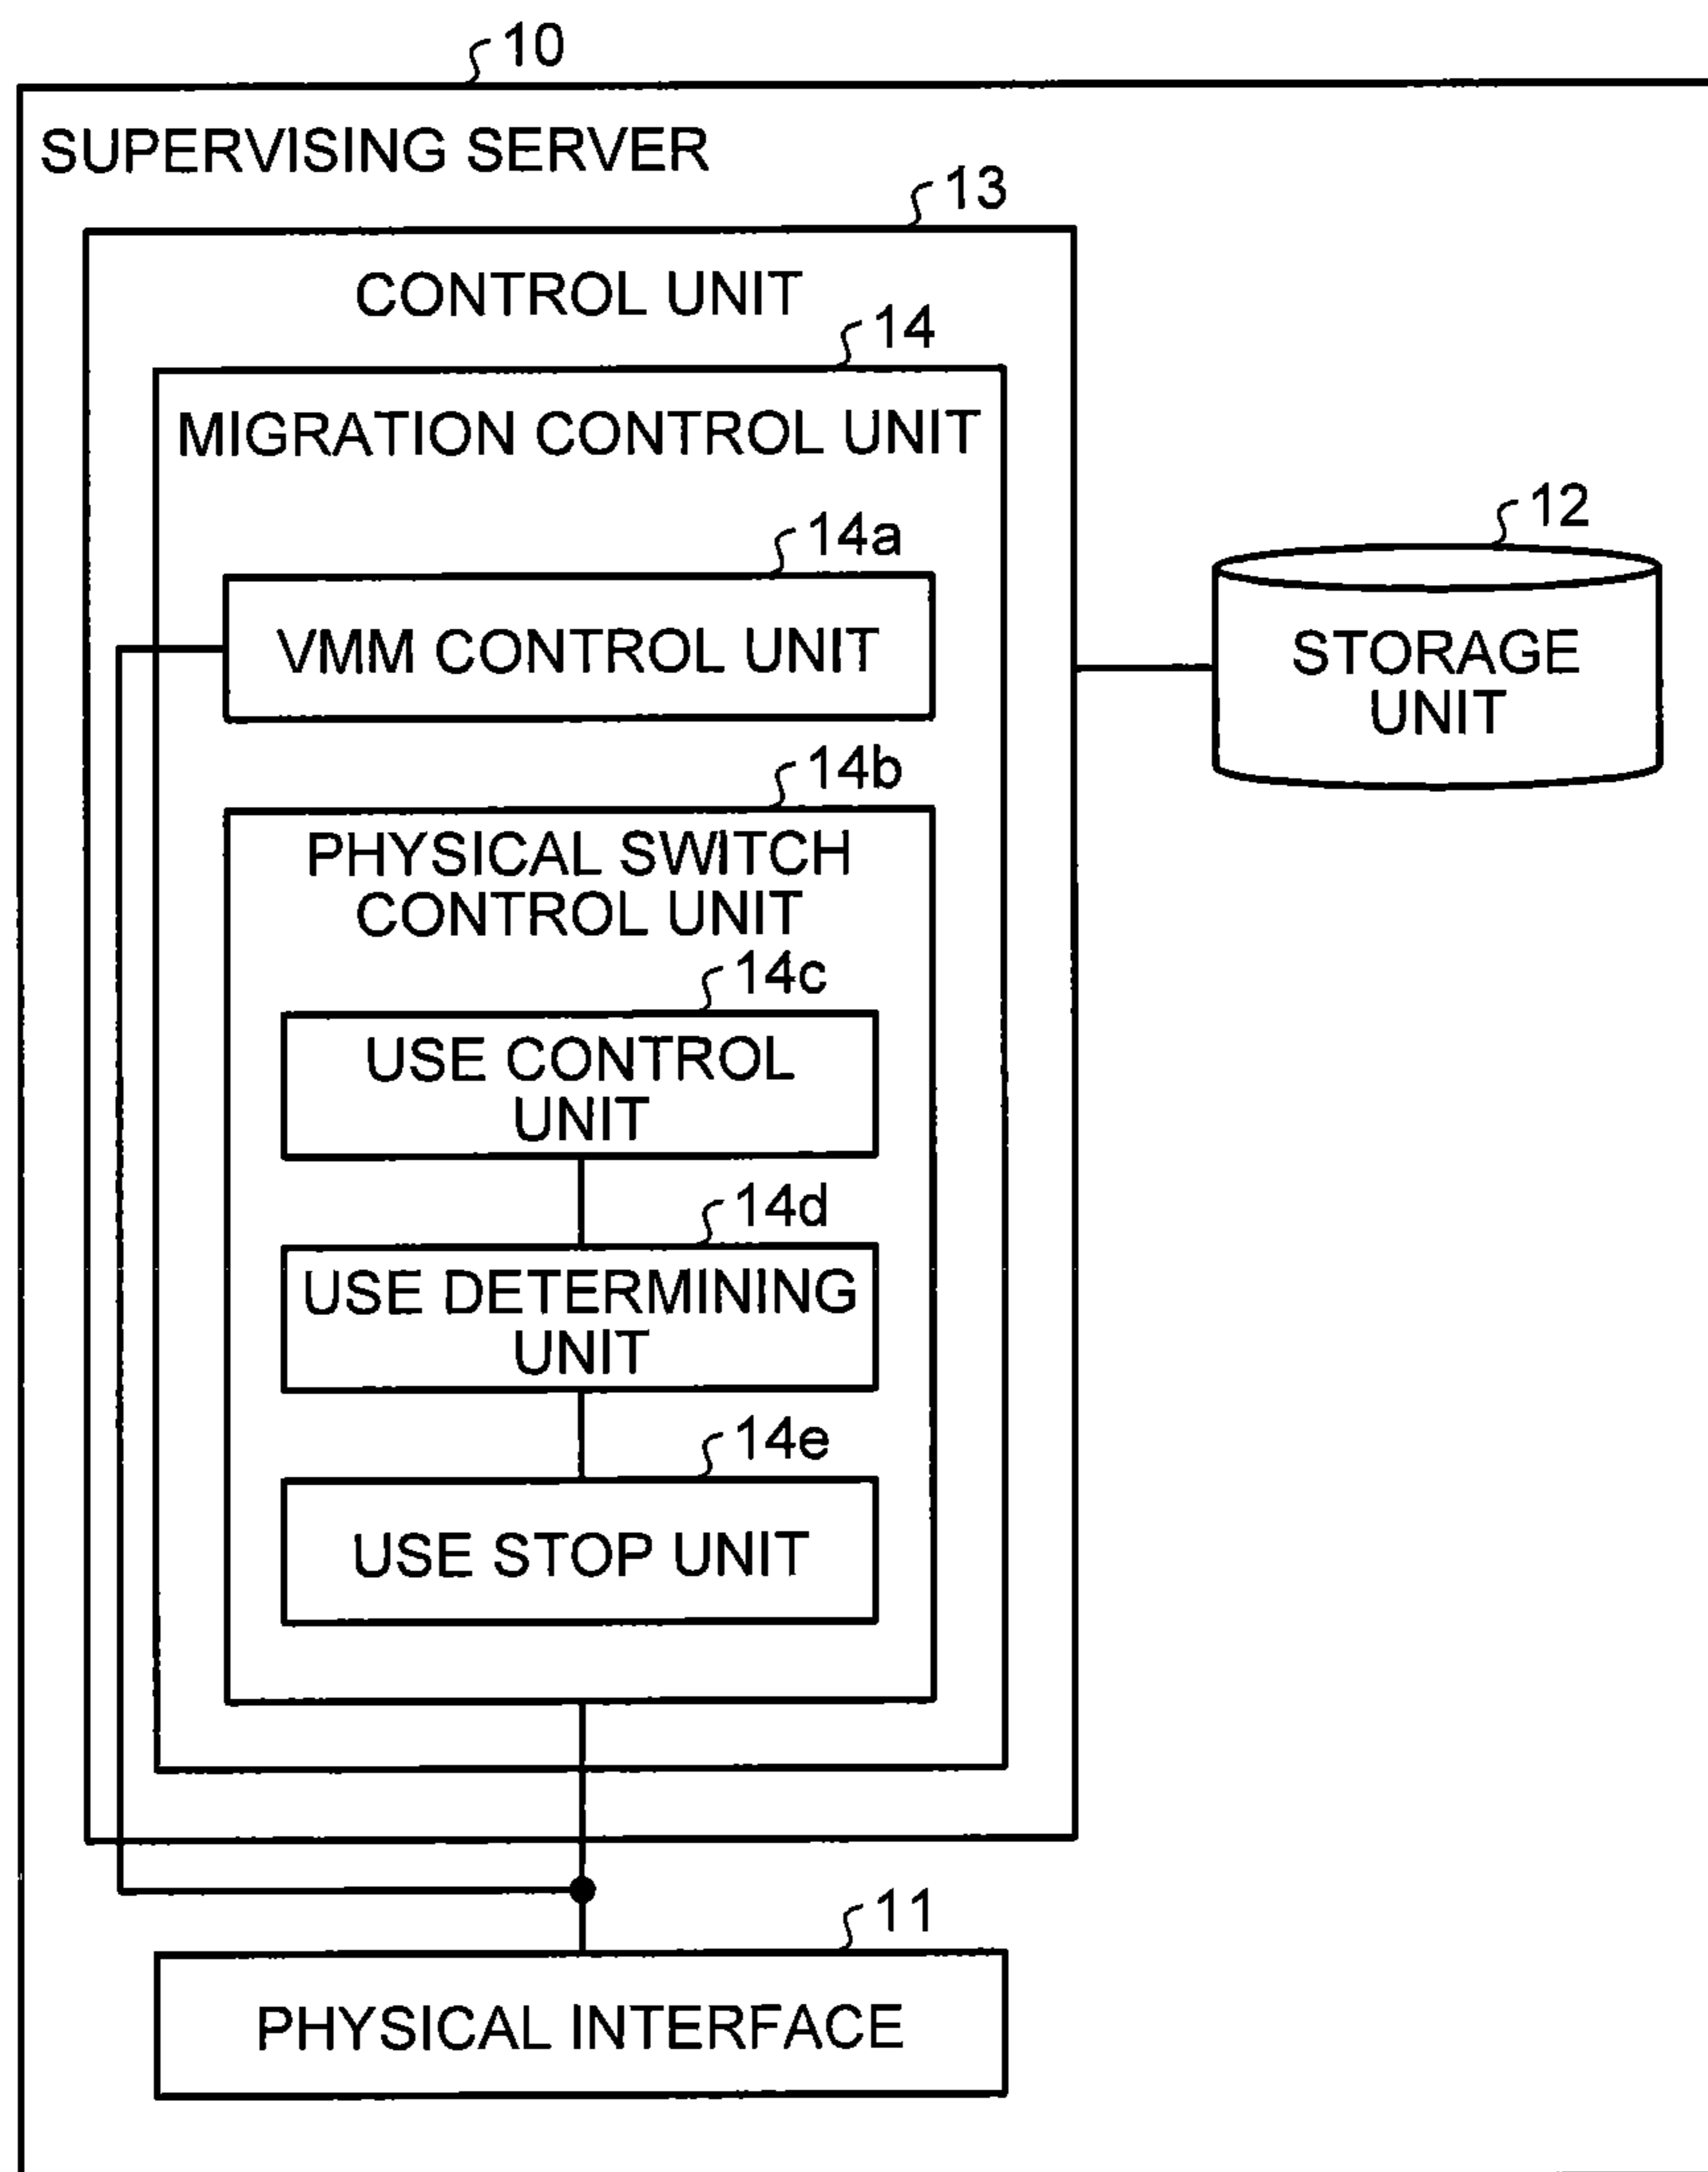 10
SUPERVISING SERVER
13
CONTROL UNIT
14
MIGRATION CONTROL UNIT
14a
VMM CONTROL UNIT
12
STORAGE
UNIT
14b
PHYSICAL SWITCH
CONTROL UNIT
14c
USE CONTROL
UNIT
14d
USE DETERMINING
UNIT
14e
USE STOP UNIT
11
PHYSICAL INTERFACE